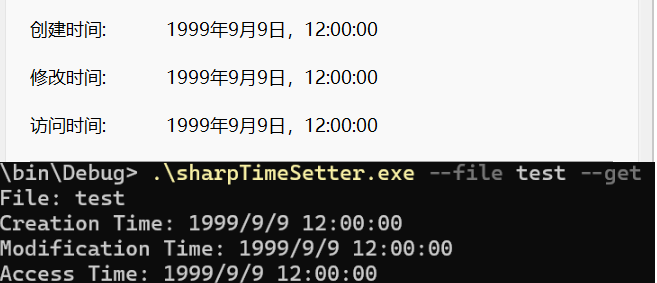 创建时间: 1999年9月9日，12:00:00
修改时间: 1999年9月9日，12:00:00
访问时间: 1999年9月9日，12:00:00
\bin\Debug> .\sharpTimeSetter.exe --file test --get
File: test
Creation Time: 1999/9/9 12:00:00
Modification Time: 1999/9/9 12:00:00
Access Time: 1999/9/9 12:00:00